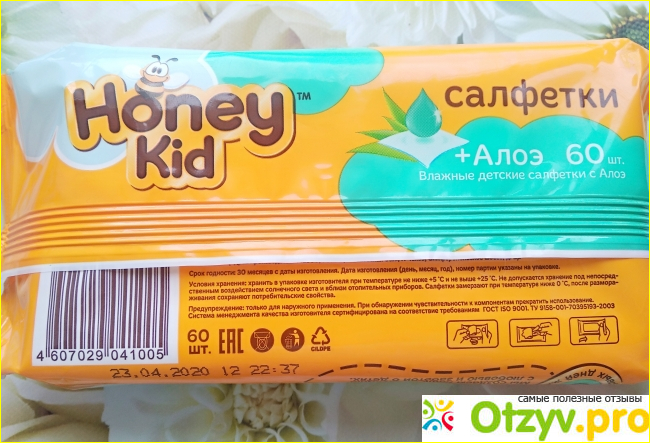 Honey
Kid
™
салфетки
+Алоэ 60 шт.
Влажные детские салфетки с Алоэ
Срок годности: 30 месяцев с даты изготовления. Дата изготовления (день, месяц, год), номер партии указаны на упаковке.
Условия хранения: хранить в упаковке изготовителя при температуре не ниже +5 °С и не выше +25 °С. Не допускается хранение под непосред-
ственным воздействием солнечного света и вблизи отопительных приборов. Салфетки замерзают при температуре ниже 0 °С, после размора-
живания сохраняют потребительские свойства.
Предупреждение: только для наружного применения. При обнаружении чувствительности к компонентам прекратить использование.
Система менеджмента качества изготовителя сертифицирована на соответствие требованиям ГОСТ ISO 9001. ТУ 9158-001-70395193-2003
60
шт.
EAC
C/LDPE
4 607029 041005
23.04.2020 12 22:37
самые полезные отзывы
Otzyv.pro